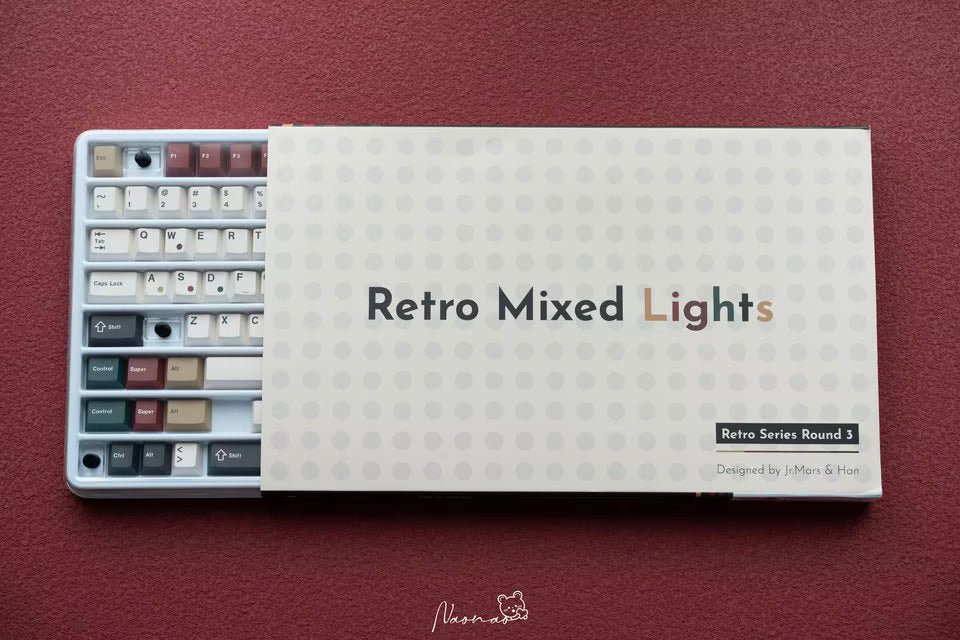 Esc F1 F2 F3
~ ! @ # $ %
` 1 2 3 4 5
Tab Q W E R T
Caps Lock A S D F
Shift Z X C
Control Super Alt
Control Super Alt
Ctrl Alt < > Shift
Retro Mixed Lights
Retro Series Round 3
Designed by Jr.Mars & Han
Naonao